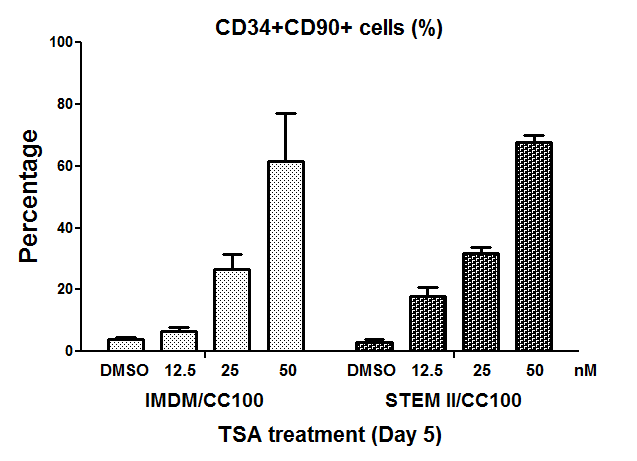 CD34+CD90+ cells (%)
Percentage
100
80
60
40
20
0
DMSO 12.5 25 50 DMSO 12.5 25 50 nM
IMDM/CC100 STEM II/CC100
TSA treatment (Day 5)